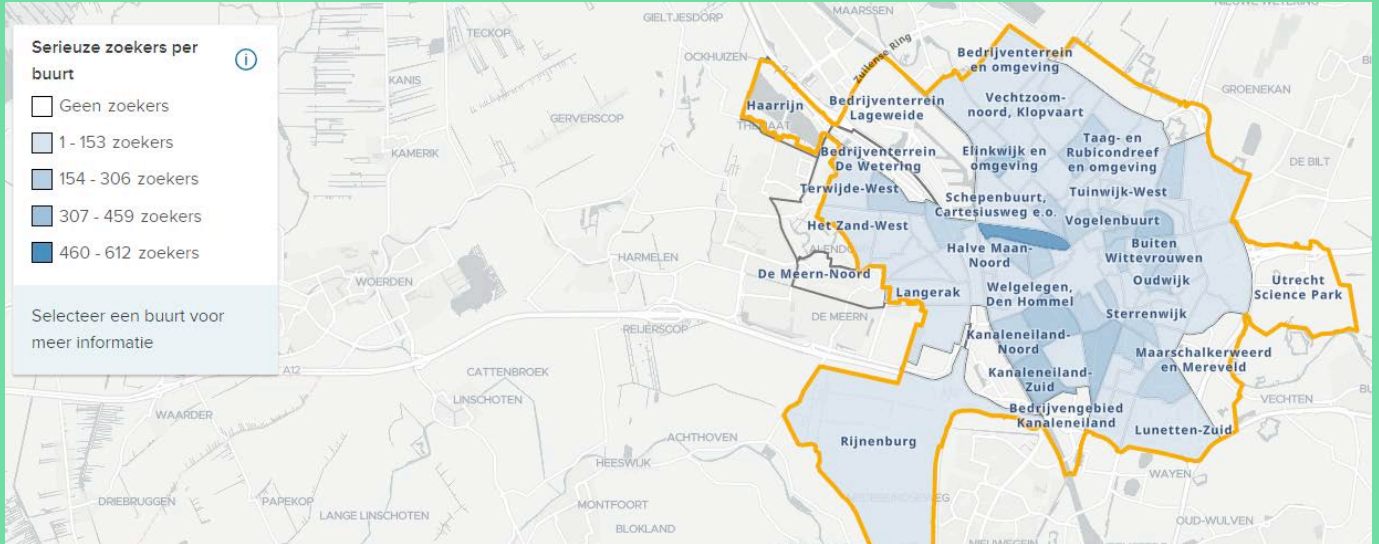 Serieuze zoekers per
buurt
Geen zoekers
1 - 153 zoekers
154 - 306 zoekers
307 - 459 zoekers
460 - 612 zoekers
Selecteer een buurt voor
meer informatie
GIELTJESDORP
MAARSSEN
TECKOP
OCKHUIZEN
Zuilense Ring
Bedrijventerrein
en omgeving
KANIS
GROENEKAN
Haarrijn
Bedrijventerrein
Lageweide
Vechtzoom-
noord, Klopvaart
GERVERSCOP
KAMERIK
Bedrijventerrein
De Wetering
Elinkwijk en
omgeving
Taag- en
Rubicondreef
en omgeving
DE BILT
Terwijde-West
Tuinwijk-West
Schepenbuurt,
Cartesiusweg e.o.
Vogelenbuurt
Het Zand-West
HARMELEN
Halve Maan-
Noord
Buiten
Wittevrouwen
De Meern-Noord
WOERDEN
Langerak
Welgelegen,
Den Hommel
Oudwijk
Utrecht
Science Park
DE MEERN
Sterrenwijk
REIJERSCOP
Kanaleneiland-
Noord
Maarschalkerweerd
en Mereveld
A12
CATTENBROEK
Kanaleneiland-
Zuid
LINSCHOTEN
VECHTEN
WAARDER
Bedrijvengebied
Kanaleneiland
Lunetten-Zuid
ACHTHOVEN
Rijnenburg
HEESWIJK
WAYEN
DRIEBRUGGEN
PAPEKOP
LANGE LINSCHOTEN
MONTFOORT
BLOKLAND
OUD-WULVEN
NIEUWEGEIN